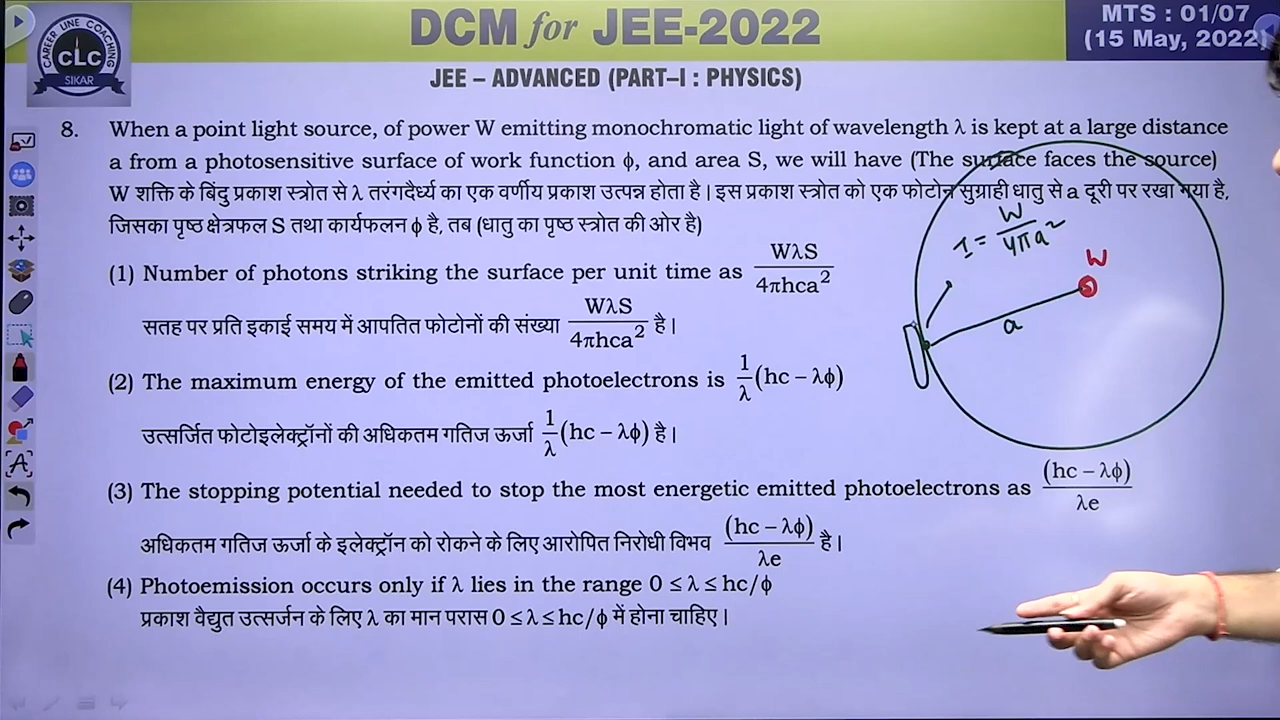 DCM for JEE-2022
MTS : 01/07
(15 May, 2022)
CAREER LINE COACHING
CLC
SIKAR
JEE – ADVANCED (PART–I : PHYSICS)
8. When a point light source, of power W emitting monochromatic light of wavelength λ is kept at a large distance
a from a photosensitive surface of work function ϕ, and area S, we will have (The surface faces the source)
W शक्ति के बिंदु प्रकाश स्त्रोत से λ तरंगदैर्ध्य का एक वर्णीय प्रकाश उत्पन्न होता है। इस प्रकाश स्त्रोत को एक फोटोन सुग्राही धातु से a दूरी पर रखा गया है,
जिसका पृष्ठ क्षेत्रफल S तथा कार्यफलन ϕ है, तब (धातु का पृष्ठ स्त्रोत की ओर है)
I = W/4πa²
W
a
(1) Number of photons striking the surface per unit time as WλS/4πhca²
सतह पर प्रति इकाई समय में आपतित फोटोनों की संख्या WλS/4πhca² है।
(2) The maximum energy of the emitted photoelectrons is 1/λ (hc – λϕ)
उत्सर्जित फोटोइलेक्ट्रॉनों की अधिकतम गतिज ऊर्जा 1/λ (hc – λϕ) है।
(3) The stopping potential needed to stop the most energetic emitted photoelectrons as (hc – λϕ)/λe
अधिकतम गतिज ऊर्जा के इलेक्ट्रॉन को रोकने के लिए आरोपित निरोधी विभव (hc – λϕ)/λe है।
(4) Photoemission occurs only if λ lies in the range 0 ≤ λ ≤ hc/ϕ
प्रकाश वैद्युत उत्सर्जन के लिए λ का मान परास 0 ≤ λ ≤ hc/ϕ में होना चाहिए।